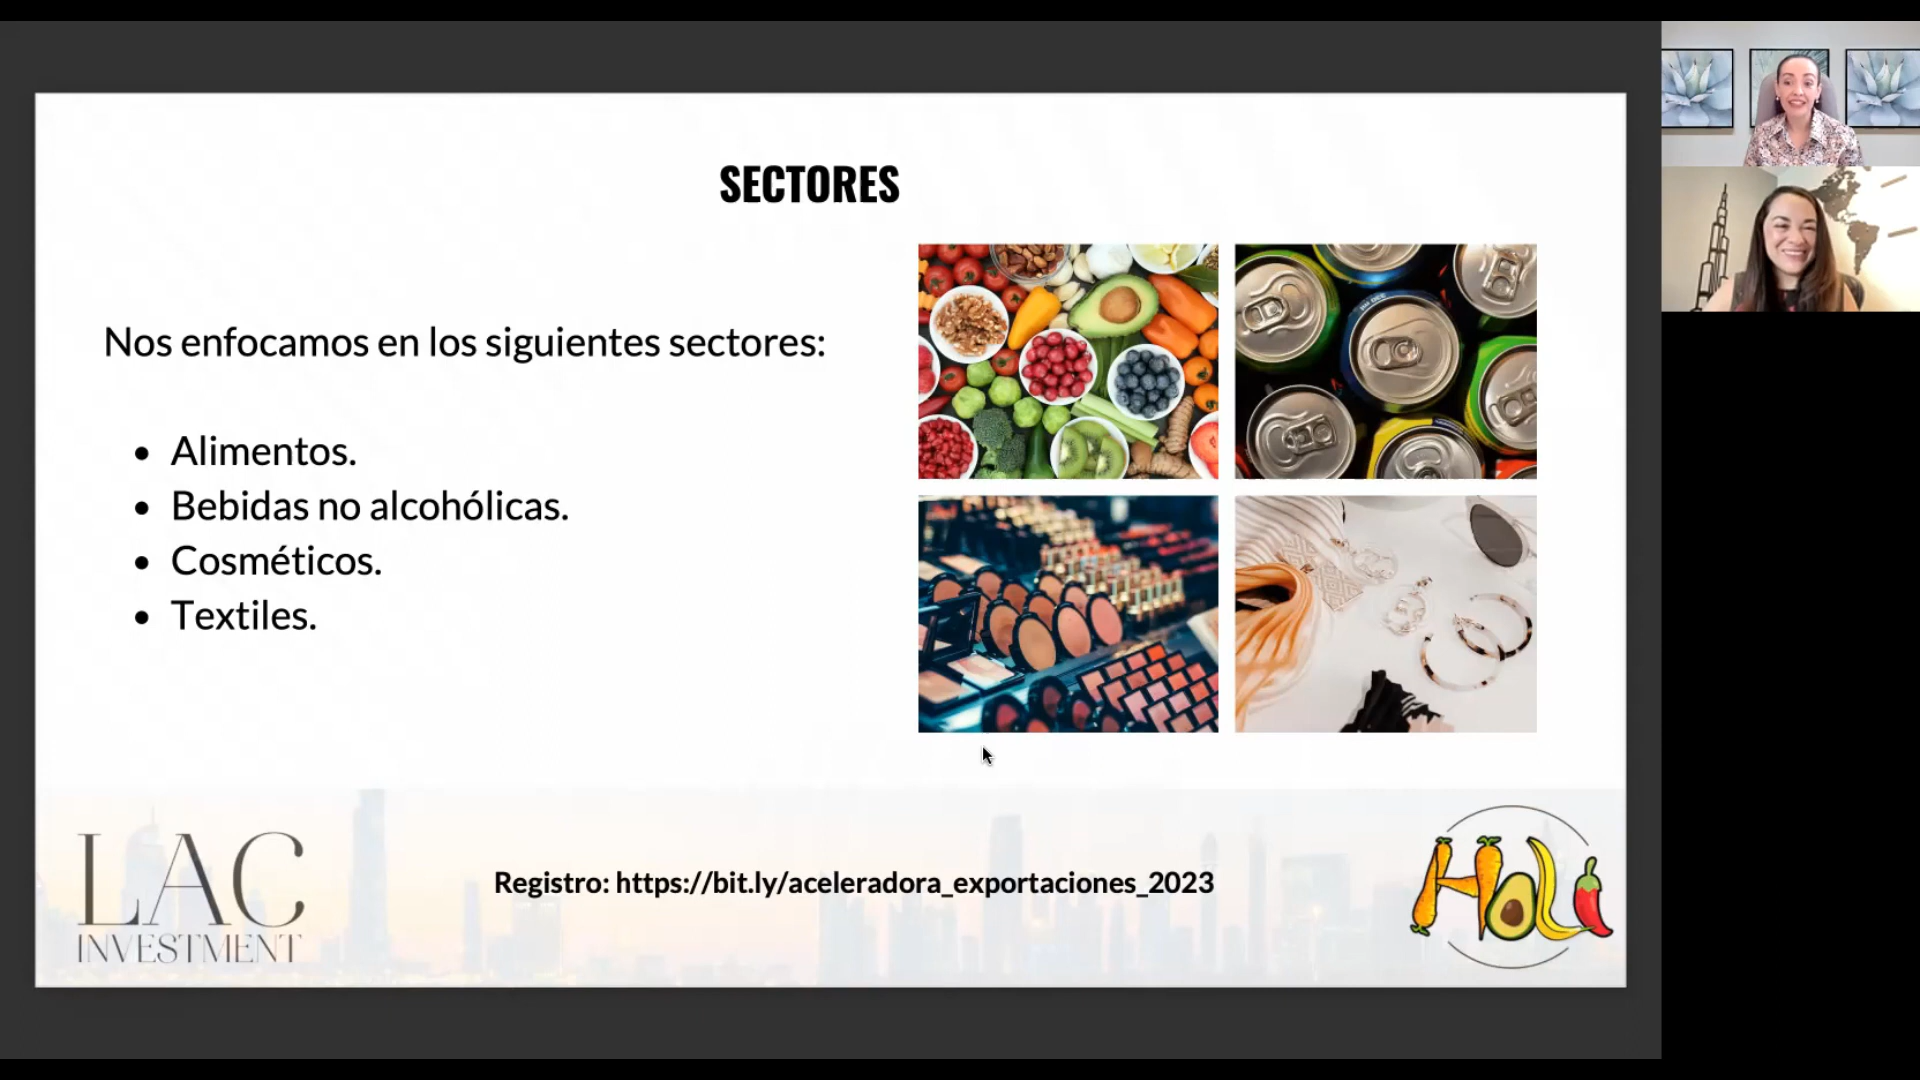 SECTORES
Nos enfocamos en los siguientes sectores:
• Alimentos.
• Bebidas no alcohólicas.
• Cosméticos.
• Textiles.
LAC
INVESTMENT
Registro: https://bit.ly/aceleradora_exportaciones_2023
Holi